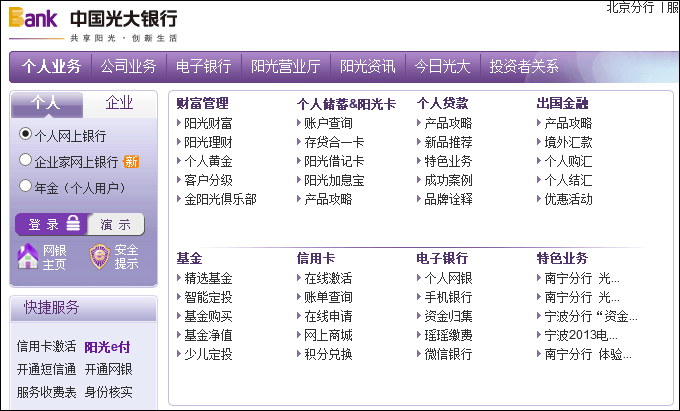 Bank 中国光大银行
共享阳光·创新生活
北京分行 | 服
个人业务 公司业务 电子银行 阳光营业厅 阳光资讯 今日光大 投资者关系
个人 企业
个人网上银行
企业家网上银行 新
年金（个人用户）
登录 演示
网银主页 安全提示
快捷服务
信用卡激活 阳光e付
开通短信通 开通网银
服务收费表 身份核实
财富管理
阳光财富
阳光理财
个人黄金
客户分级
金阳光俱乐部
个人储蓄&阳光卡
账户查询
存贷合一卡
阳光借记卡
阳光加息宝
产品攻略
个人贷款
产品攻略
新品推荐
特色业务
成功案例
品牌诠释
出国金融
产品攻略
境外汇款
个人购汇
个人结汇
优惠活动
基金
精选基金
智能定投
基金购买
基金净值
少儿定投
信用卡
在线激活
账单查询
在线申请
网上商城
积分兑换
电子银行
个人网银
手机银行
资金归集
瑶瑶缴费
微信银行
特色业务
南宁分行 光...
南宁分行 光...
宁波分行“资金...
宁波2013电...
南宁分行 体验...